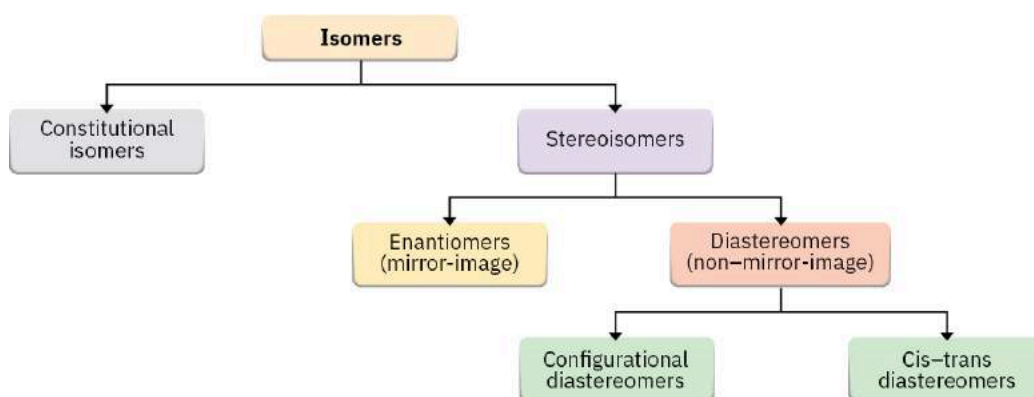 Isomers
Constitutional
isomers
Stereoisomers
Enantiomers
(mirror-image)
Diastereomers
(non–mirror-image)
Configurational
diastereomers
Cis–trans
diastereomers